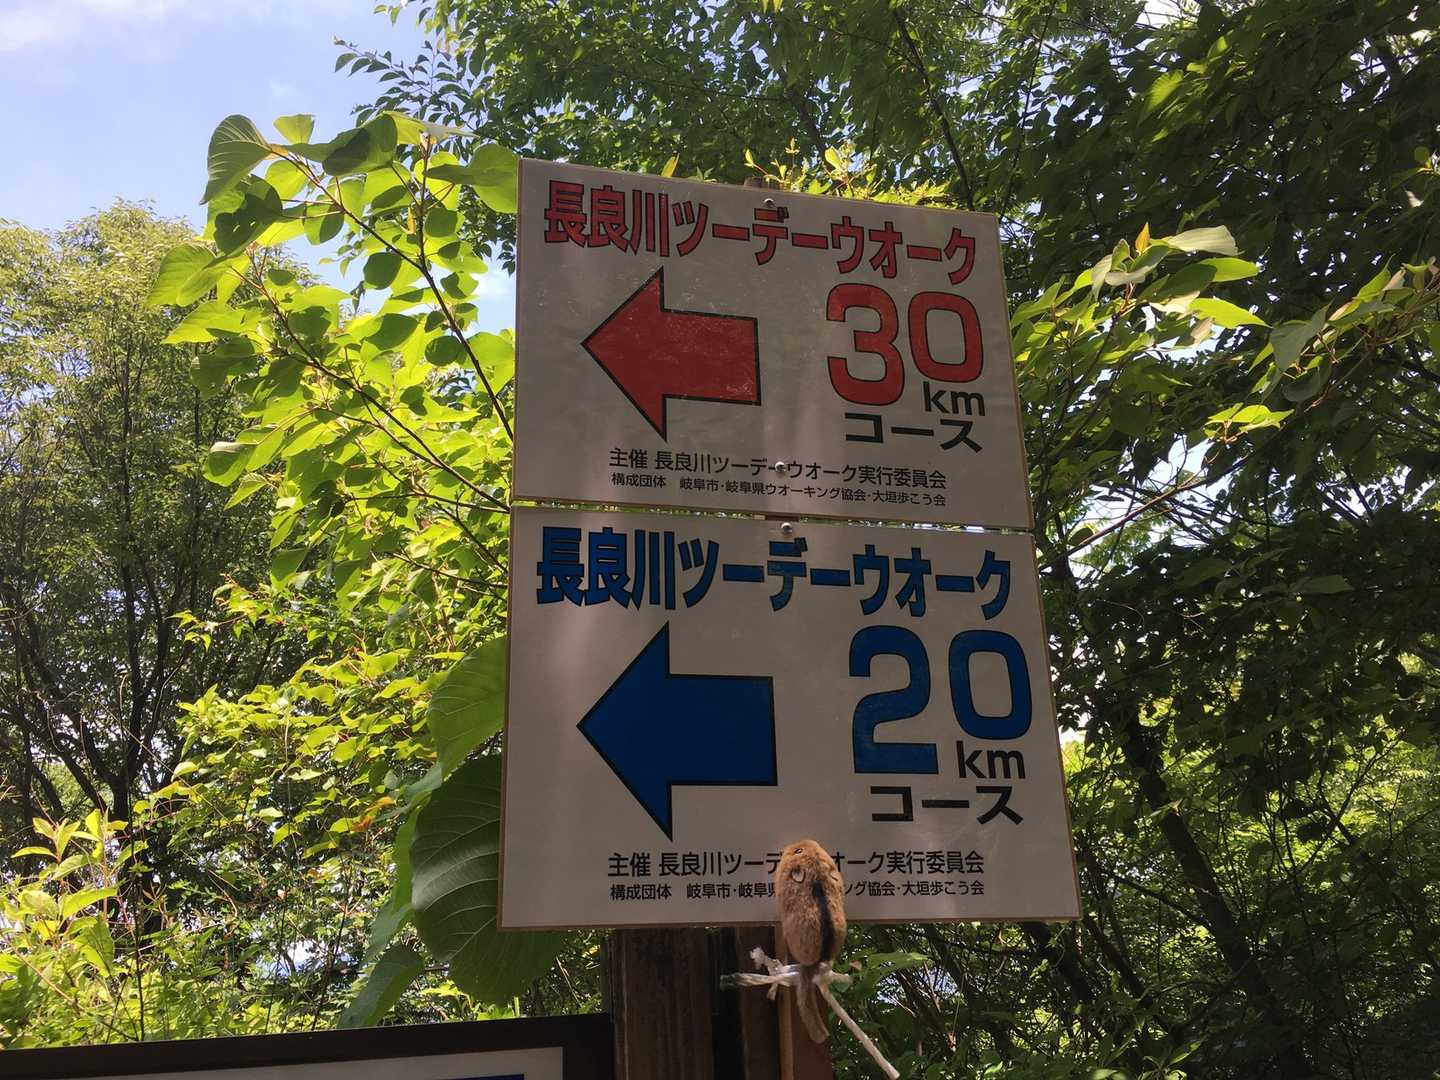 長良川ツーデーウオーク
30
km
コース
主催 長良川ツーデーウオーク実行委員会
構成団体 岐阜市・岐阜県ウオーキング協会・大垣歩こう会
長良川ツーデーウオーク
20
km
コース
主催 長良川ツーデ オーク実行委員会
構成団体 岐阜市・岐阜県 キング協会・大垣歩こう会